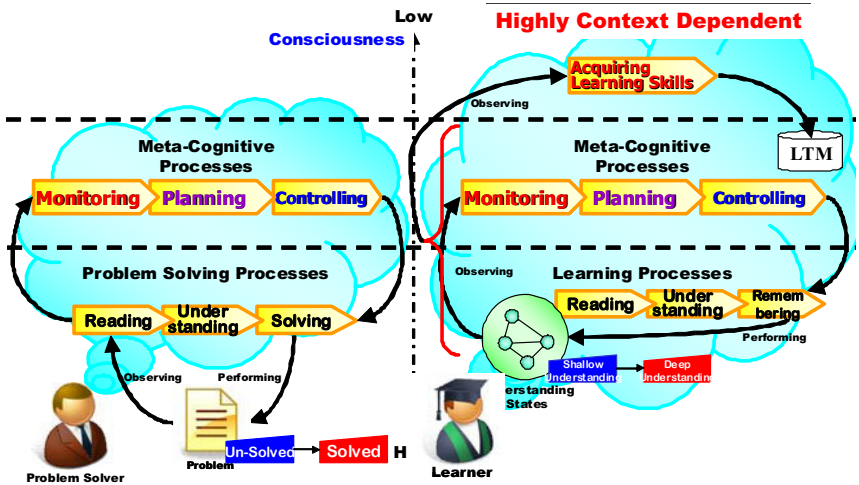 Low
Consciousness
Highly Context Dependent
Observing
Acquiring
Learning Skills
LTM
Meta-Cognitive
Processes
Monitoring
Planning
Controlling
Meta-Cognitive
Processes
Monitoring
Planning
Controlling
Problem Solving Processes
Reading
Under
standing
Solving
Observing
Performing
Problem
Un-Solved
Solved
H
Problem Solver
Observing
Learning Processes
Reading
Under
standing
Remem
bering
Performing
Shallow
Understanding
Deep
Understanding
erstanding
States
Learner